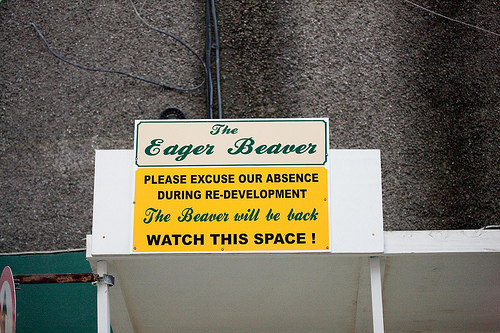 The
Eager Beaver
PLEASE EXCUSE OUR ABSENCE
DURING RE-DEVELOPMENT
The Beaver will be back
WATCH THIS SPACE !